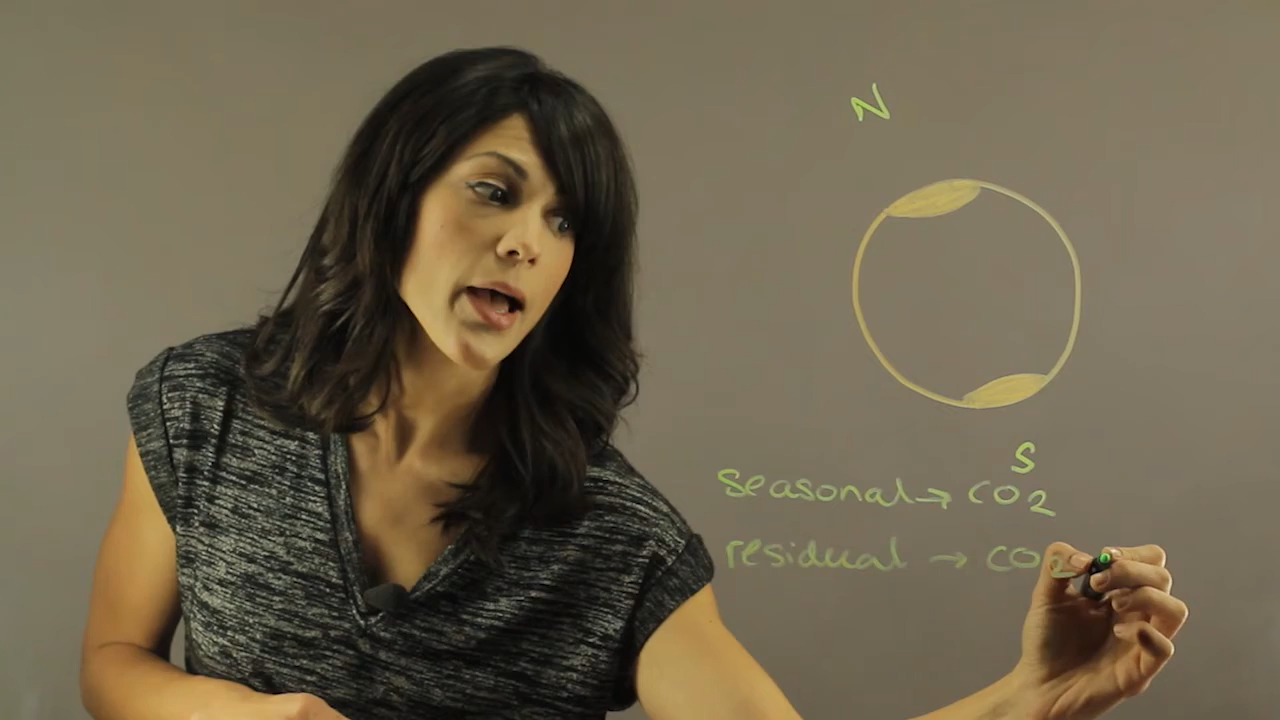 N
S
seasonal → CO2
residual → CO2